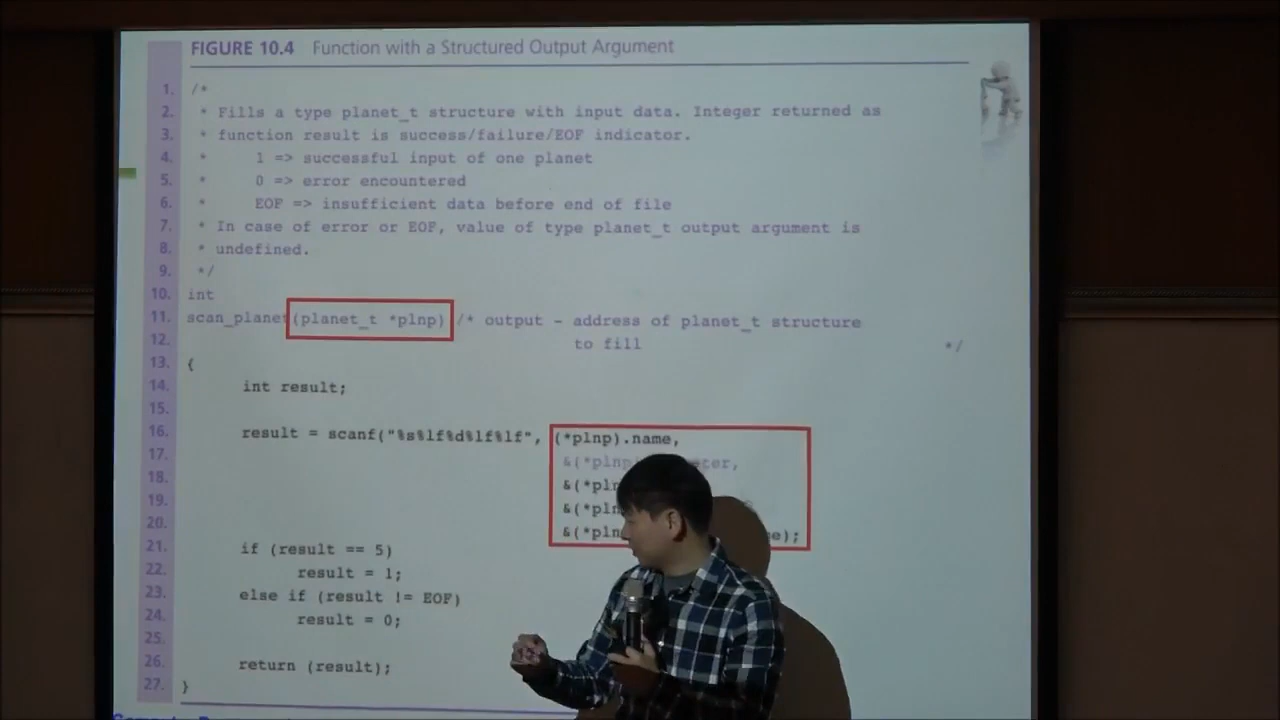 FIGURE 10.4 Function with a Structured Output Argument
1. /*
2. * Fills a type planet_t structure with input data. Integer returned as
3. * function result is success/failure/EOF indicator.
4. * 1 => successful input of one planet
5. * 0 => error encountered
6. * EOF => insufficient data before end of file
7. * In case of error or EOF, value of type planet_t output argument is
8. * undefined.
9. */
10. int
11. scan_planet(planet_t *plnp) /* output - address of planet_t structure
12. to fill */
13. {
14. int result;
15.
16. result = scanf("%s%lf%d%lf%lf", (*plnp).name,
17. &(*plnp)
18. &(*pln
19. &(*pln
20. &(*pln e);
21. if (result == 5)
22. result = 1;
23. else if (result != EOF)
24. result = 0;
25.
26. return (result);
27. }